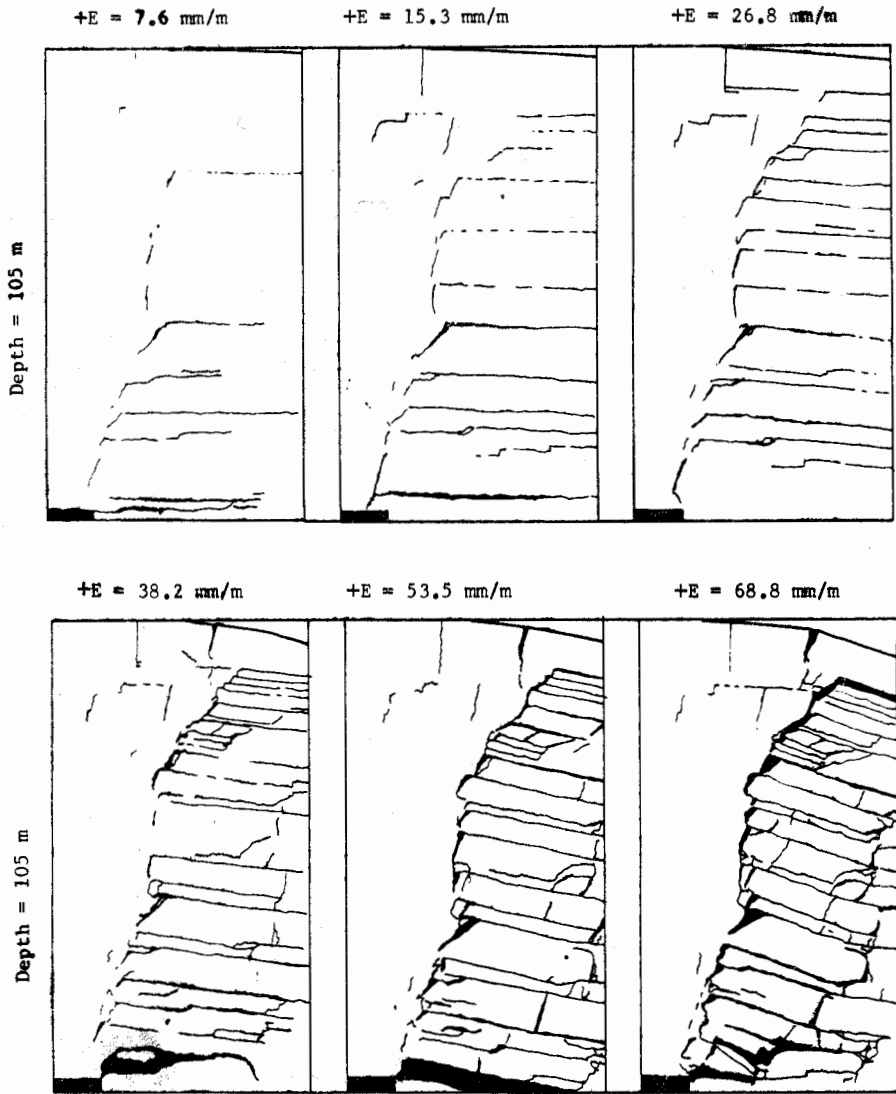 +E = 7.6 mm/m
+E = 15.3 mm/m
+E = 26.8 mm/m
Depth = 105 m
+E = 38.2 mm/m
+E = 53.5 mm/m
+E = 68.8 mm/m
Depth = 105 m